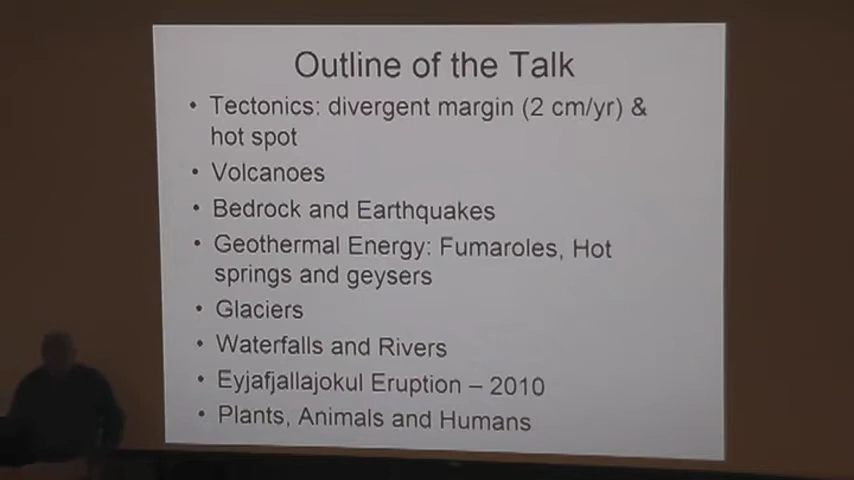 Outline of the Talk
• Tectonics: divergent margin (2 cm/yr) &
hot spot
• Volcanoes
• Bedrock and Earthquakes
• Geothermal Energy: Fumaroles, Hot
springs and geysers
• Glaciers
• Waterfalls and Rivers
• Eyjafjallajokul Eruption – 2010
• Plants, Animals and Humans